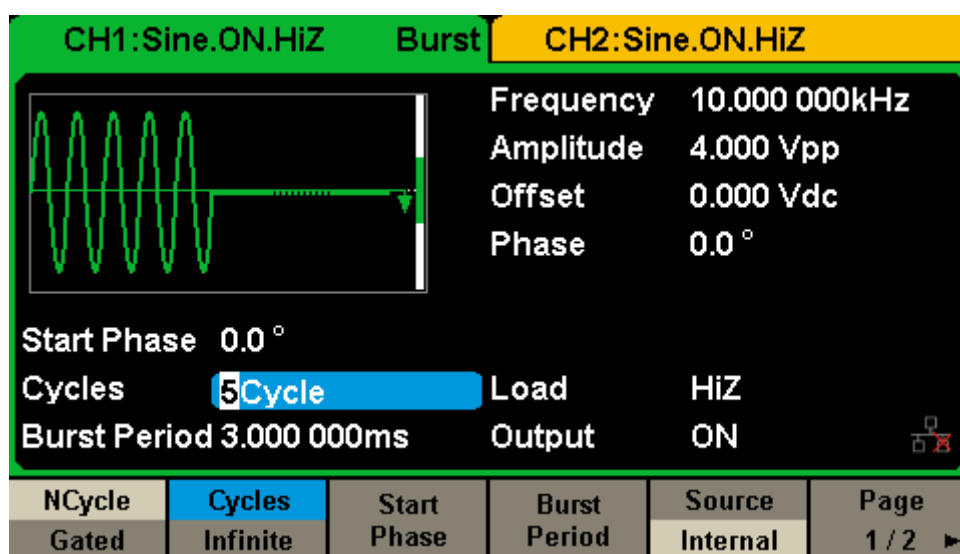 CH1:Sine.ON.HiZ Burst CH2:Sine.ON.HiZ
Frequency 10.000 000kHz
Amplitude 4.000 Vpp
Offset 0.000 Vdc
Phase 0.0 °
Start Phase 0.0 °
Cycles 5Cycle Load HiZ
Burst Period 3.000 000ms Output ON
NCycle Cycles Start Burst Source Page
Gated Infinite Phase Period Internal 1/2